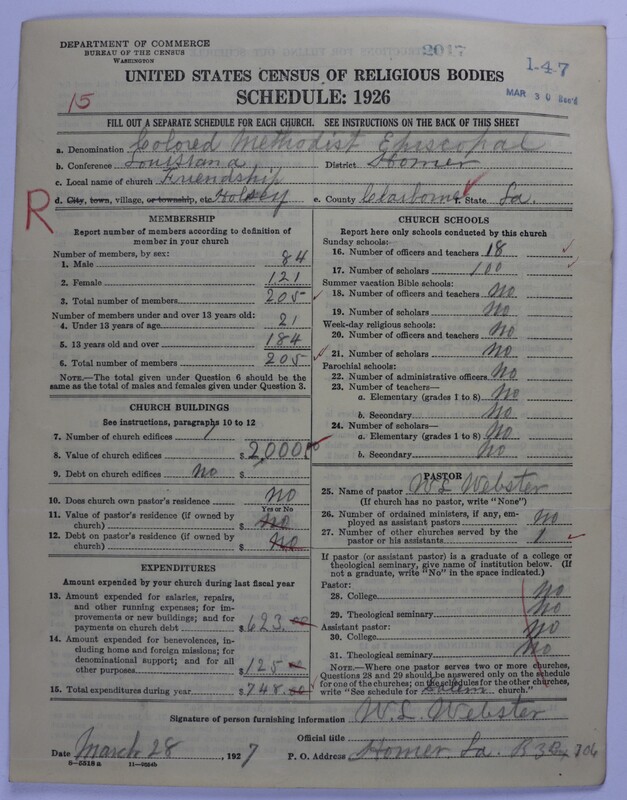 DEPARTMENT OF COMMERCE
BUREAU OF THE CENSUS
WASHINGTON
2017
1-4-7
MAR 30 Rec'd
UNITED STATES CENSUS OF RELIGIOUS BODIES
SCHEDULE: 1926
15
FILL OUT A SEPARATE SCHEDULE FOR EACH CHURCH. SEE INSTRUCTIONS ON THE BACK OF THIS SHEET
a. Denomination Colored Methodist Episcopal
b. Conference Louisiana District Homer
c. Local name of church Friendship
R
d. City, town, village, or township, etc. Holsey e. County Claiborne f. State La.
MEMBERSHIP
Report number of members according to definition of
member in your church
Number of members, by sex:
1. Male 84
2. Female 121
3. Total number of members 205
Number of members under and over 13 years old:
4. Under 13 years of age 21
5. 13 years old and over 184
6. Total number of members 205
NOTE.—The total given under Question 6 should be the
same as the total of males and females given under Question 3.
CHURCH BUILDINGS
See instructions, paragraphs 10 to 12
7. Number of church edifices 1
8. Value of church edifices $ 2,000 00
9. Debt on church edifices No $
10. Does church own pastor's residence No
Yes or No
11. Value of pastor's residence (if owned by
church) $ No
12. Debt on pastor's residence (if owned by
church) $ No
EXPENDITURES
Amount expended by your church during last fiscal year
13. Amount expended for salaries, repairs,
and other running expenses; for im-
provements or new buildings; and for
payments on church debt $ 623.00
14. Amount expended for benevolences,
including home and foreign missions; for
denominational support; and for all
other purposes $ 125
15. Total expenditures during year $ 748.00
CHURCH SCHOOLS
Report here only schools conducted by this church
Sunday schools:
16. Number of officers and teachers 18
17. Number of scholars 100
Summer vacation Bible schools:
18. Number of officers and teachers No
19. Number of scholars No
Week-day religious schools:
20. Number of officers and teachers No
21. Number of scholars No
Parochial schools:
22. Number of administrative officers No
23. Number of teachers—
a. Elementary (grades 1 to 8) No
b. Secondary No
24. Number of scholars—
a. Elementary (grades 1 to 8) No
b. Secondary No
PASTOR
25. Name of pastor W. L. Webster
(If church has no pastor, write "None")
26. Number of ordained ministers, if any, em-
ployed as assistant pastors No
27. Number of other churches served by the
pastor or his assistants 1
If pastor (or assistant pastor) is a graduate of a college or
theological seminary, give name of institution below. (If
not a graduate, write "No" in the space indicated.)
Pastor:
28. College No
29. Theological seminary No
Assistant pastor:
30. College No
31. Theological seminary No
NOTE.—Where one pastor serves two or more churches,
Questions 28 and 29 should be answered only on the schedule
for one of the churches; on the schedules for the other churches,
write "See schedule for Salem church."
Signature of person furnishing information W. L. Webster
Official title
Date March 28, 1927 P. O. Address Homer La. R 3 Box 106
8—5518 a